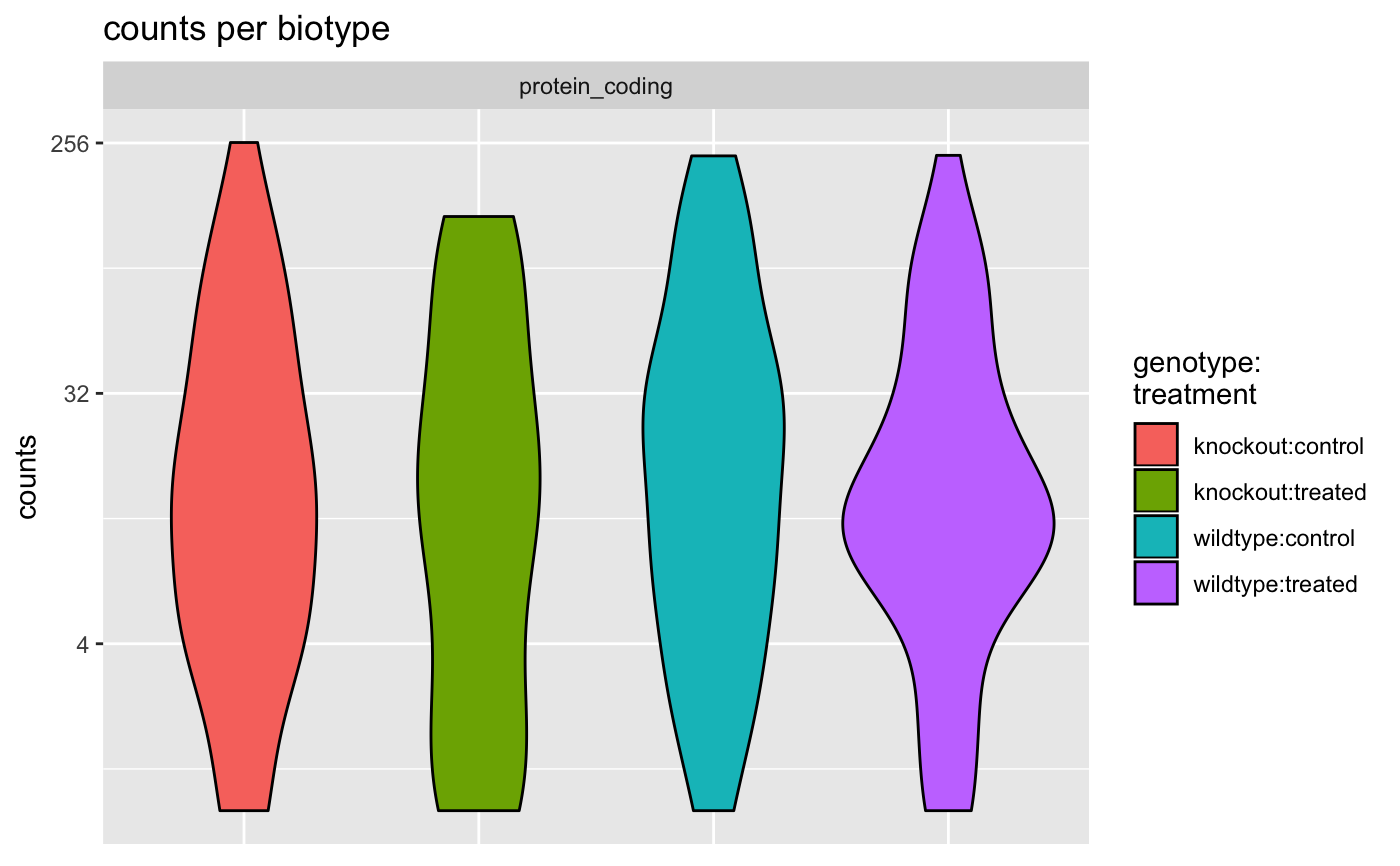 counts per biotype
protein_coding
256
32
4
counts
genotype:
treatment
knockout:control
knockout:treated
wildtype:control
wildtype:treated